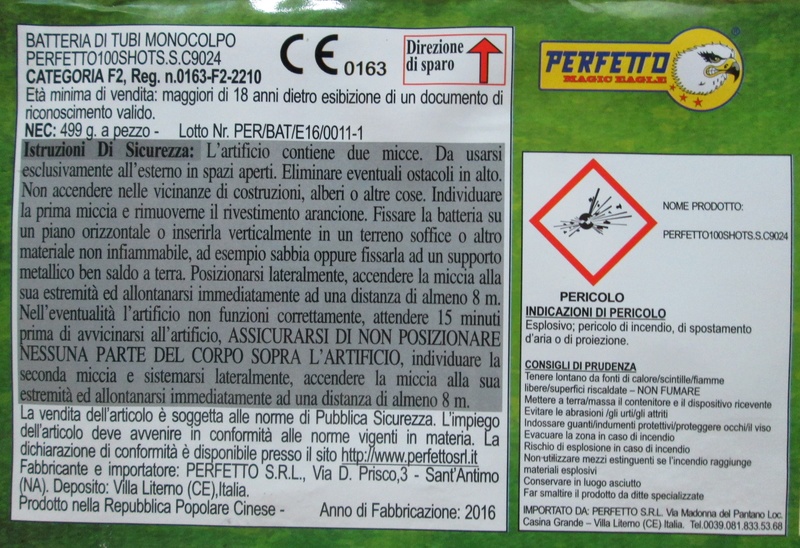 BATTERIA DI TUBI MONOCOLPO
PERFETTO100SHOTS.S.C9024
CATEGORIA F2, Reg. n.0163-F2-2210
CE 0163
Direzione
di sparo
Età minima di vendita: maggiori di 18 anni dietro esibizione di un documento di
riconoscimento valido.
NEC: 499 g. a pezzo - Lotto Nr. PER/BAT/E16/0011-1
Istruzioni Di Sicurezza: L'artificio contiene due micce. Da usarsi
esclusivamente all'esterno in spazi aperti. Eliminare eventuali ostacoli in alto.
Non accendere nelle vicinanze di costruzioni, alberi o altre cose. Individuare
la prima miccia e rimuoverne il rivestimento arancione. Fissare la batteria su
un piano orizzontale o inserirla verticalmente in un terreno soffice o altro
materiale non infiammabile, ad esempio sabbia oppure fissarla ad un supporto
metallico ben saldo a terra. Posizionarsi lateralmente, accendere la miccia alla
sua estremità ed allontanarsi immediatamente ad una distanza di almeno 8 m.
Nell'eventualità l'artificio non funzioni correttamente, attendere 15 minuti
prima di avvicinarsi all'artificio, ASSICURARSI DI NON POSIZIONARE
NESSUNA PARTE DEL CORPO SOPRA L'ARTIFICIO, individuare la
seconda miccia e sistemarsi lateralmente, accendere la miccia alla sua
estremità ed allontanarsi immediatamente ad una distanza di almeno 8 m.
La vendita dell'articolo è soggetta alle norme di Pubblica Sicurezza. L'impiego
dell'articolo deve avvenire in conformità alle norme vigenti in materia. La
dichiarazione di conformità è disponibile presso il sito http://www.perfettosrl.it
Fabbricante e importatore: PERFETTO S.R.L., Via D. Prisco,3 - Sant'Antimo
(NA). Deposito: Villa Literno (CE),Italia.
Prodotto nella Repubblica Popolare Cinese - Anno di Fabbricazione: 2016
PERFETTO
MAGIC EAGLE
NOME PRODOTTO:
PERFETTO100SHOTS.S.C9024
PERICOLO
INDICAZIONI DI PERICOLO
Esplosivo; pericolo di incendio, di spostamento
d'aria o di proiezione.
CONSIGLI DI PRUDENZA
Tenere lontano da fonti di calore/scintille/fiamme
libere/superfici riscaldate – NON FUMARE
Mettere a terra/massa il contenitore e il dispositivo ricevente
Evitare le abrasioni /gli urti/gli attriti
Indossare guanti/indumenti protettivi/proteggere occhi/il viso
Evacuare la zona in caso di incendio
Rischio di esplosione in caso di incendio
Non utilizzare mezzi estinguenti se l'incendio raggiunge
materiali esplosivi
Conservare in luogo asciutto
Far smaltire il prodotto da ditte specializzate
IMPORTATO DA: PERFETTO S.R.L. Via Madonna del Pantano Loc.
Casina Grande – Villa Literno (CE) Italia. Tel.0039.081.833.53.68